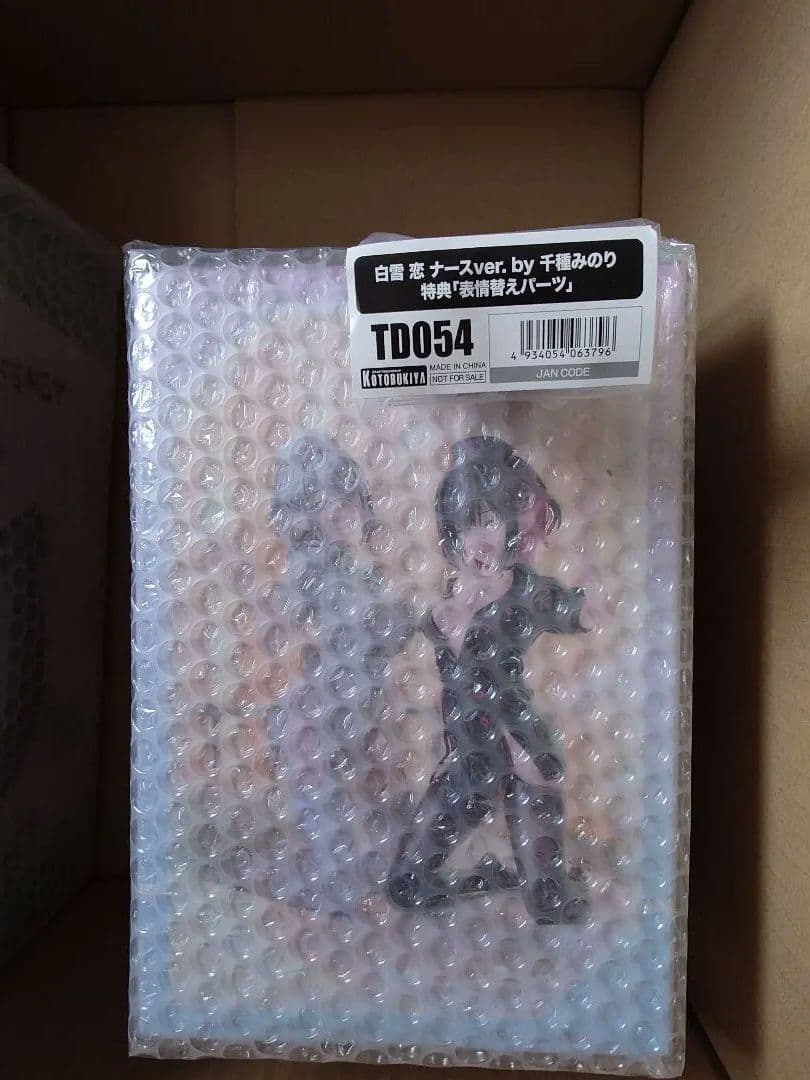 白雪 恋 ナースver. by 千種みのり
特典「表情替えパーツ」
TD054
MADE IN CHINA
KOTOBUKIYA
NOT FOR SALE
4 934054 063796
JAN CODE